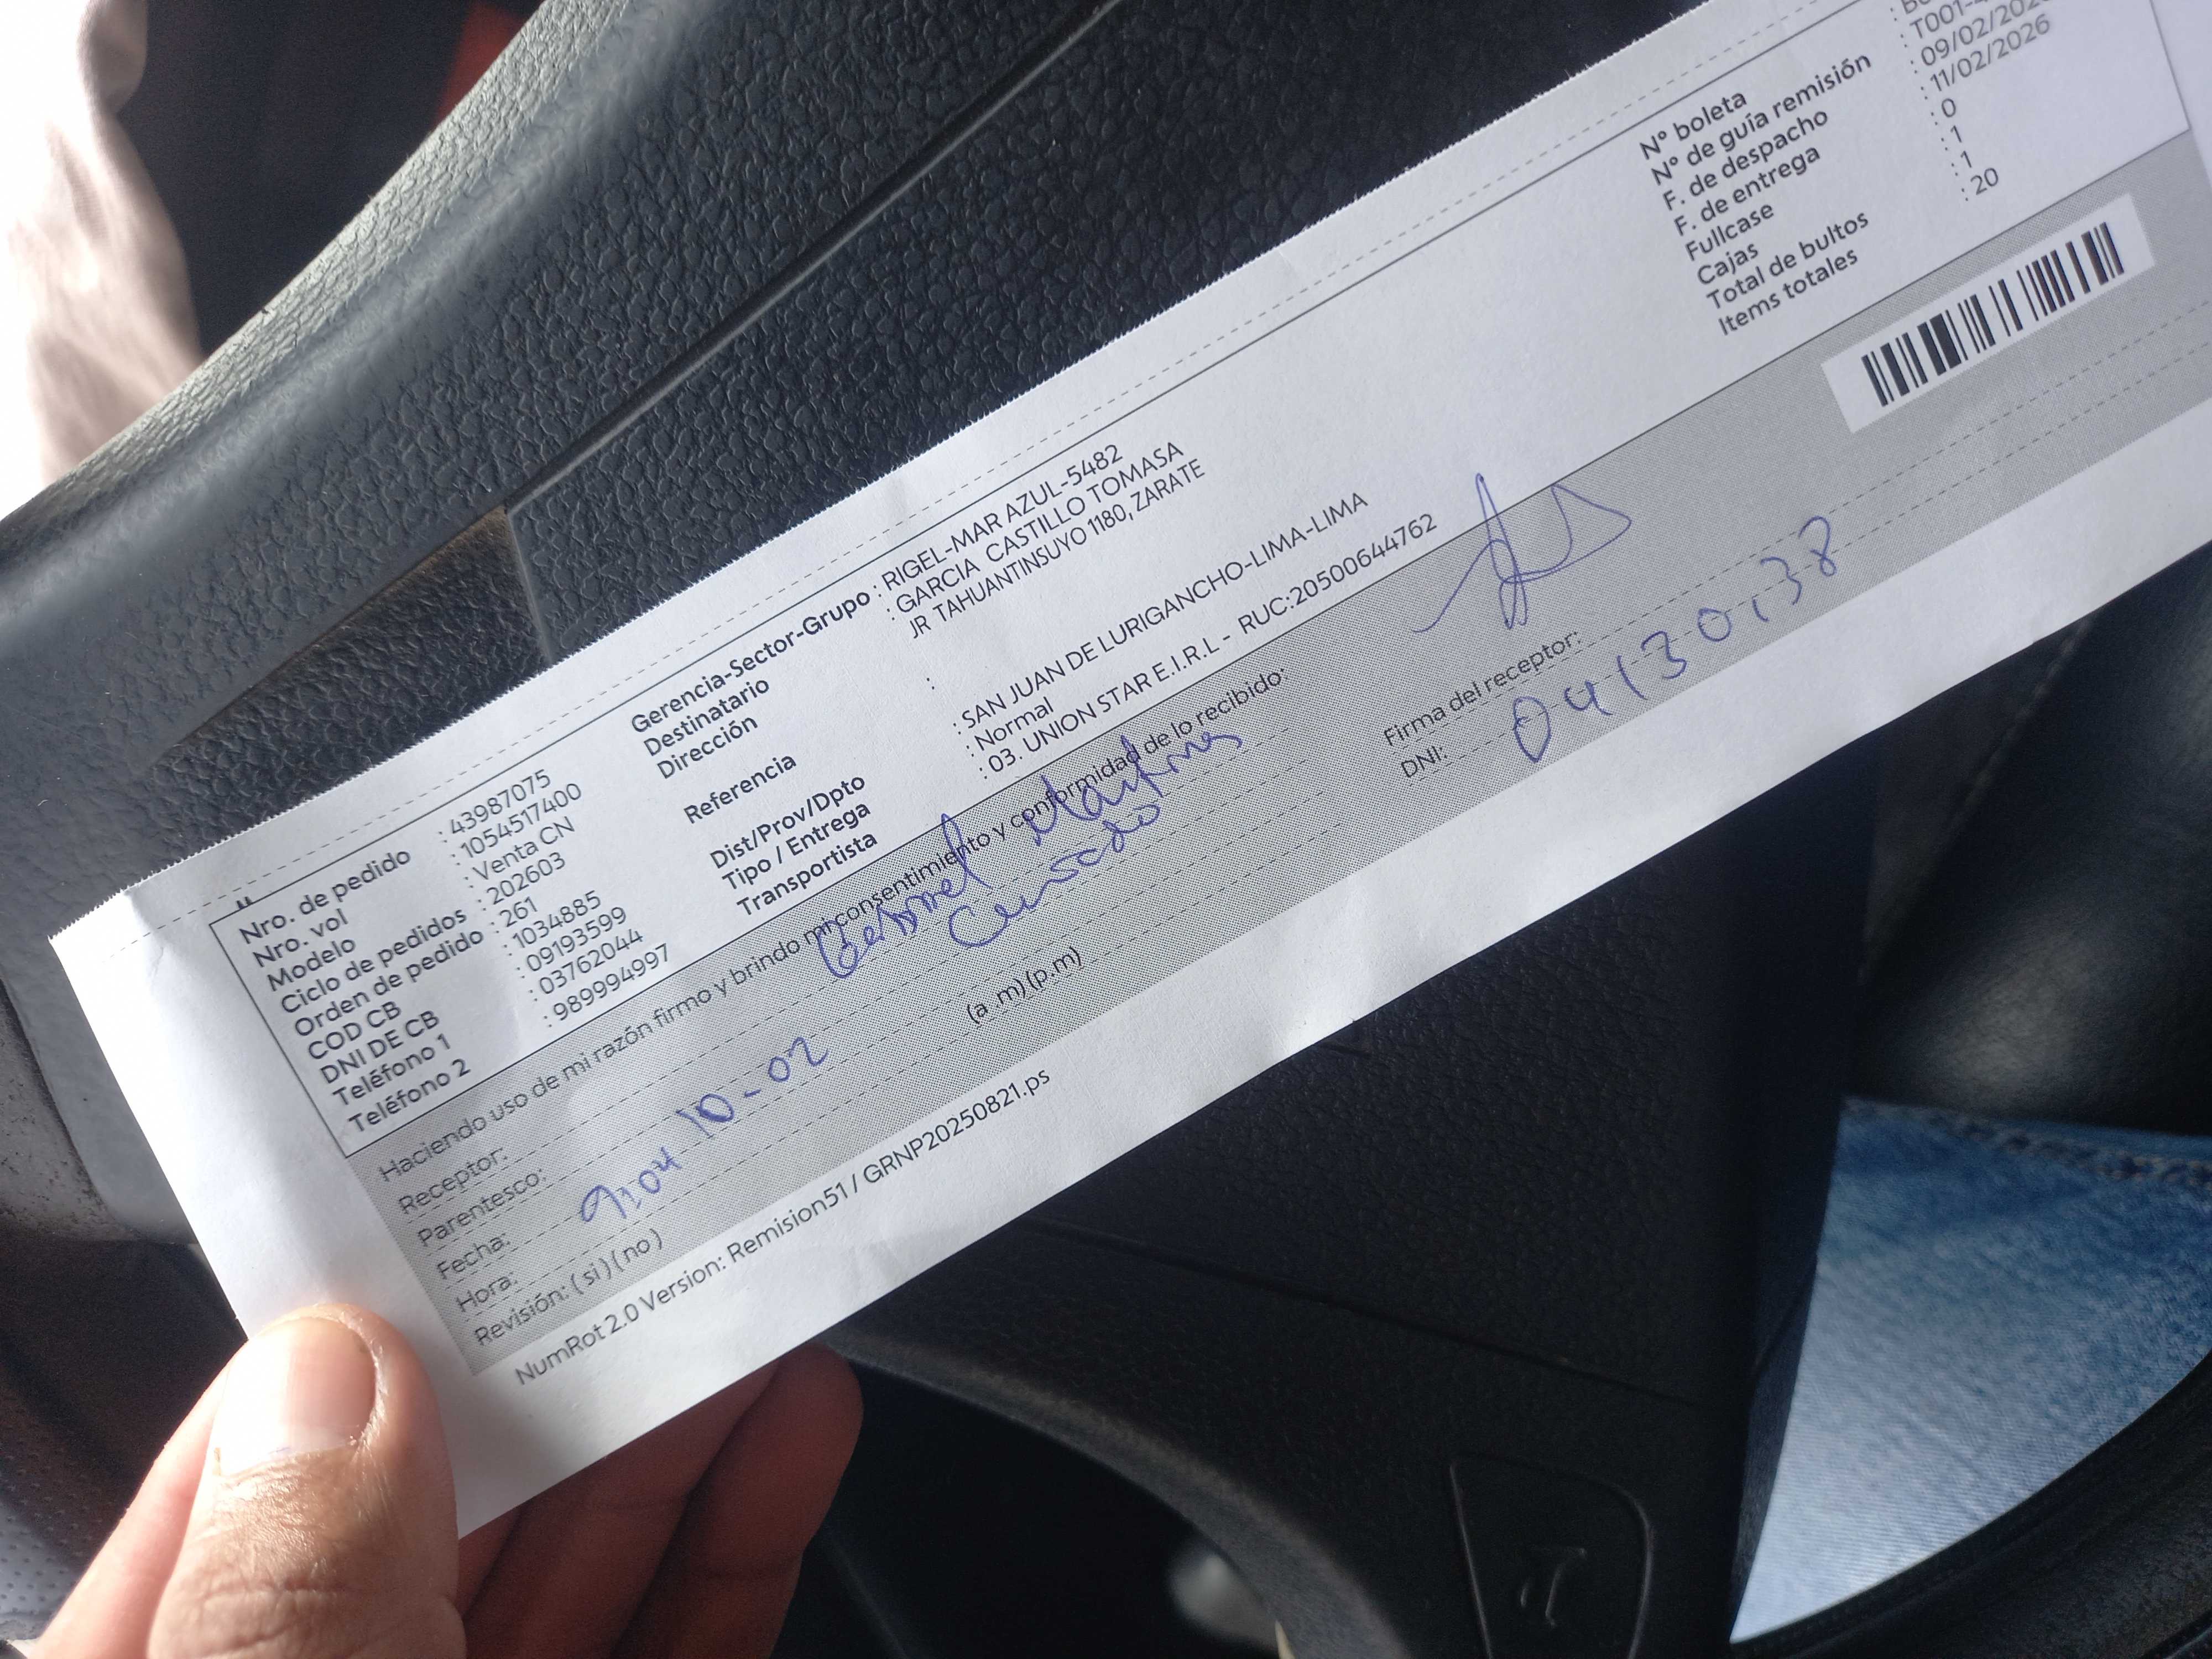 Nro. de pedido : 43987075
Nro. vol : 1054517400
Modelo : Venta CN
Ciclo de pedidos : 202603
Orden de pedido : 261
COD CB : 1034885
DNI DE CB : 09193599
Teléfono 1 : 03762044
Teléfono 2 : 989994997
Gerencia-Sector-Grupo : RIGEL-MAR AZUL-5482
Destinatario : GARCIA CASTILLO TOMASA
Dirección JR TAHUANTINSUYO 1180, ZARATE
Referencia :
Dist/Prov/Dpto : SAN JUAN DE LURIGANCHO-LIMA-LIMA
Tipo / Entrega : Normal
Transportista : 03. UNION STAR E.I.R.L - RUC:20500644762
N° boleta
N° de guía remisión : T001-
F. de despacho : 09/02/202
F. de entrega : 11/02/2026
Fullcase : 0
Cajas : 1
Total de bultos : 1
Items totales : 20
Haciendo uso de mi razón firmo y brindo mi consentimiento y conformidad de lo recibido:
Receptor:
Parentesco: Cuñado
Fecha: 10-02
Hora: 9:04 (a .m) (p.m)
Revisión: ( si ) ( no )
Firma del receptor:
DNI: 04130138
NumRot 2.0 Version: Remision51 / GRNP20250821.ps